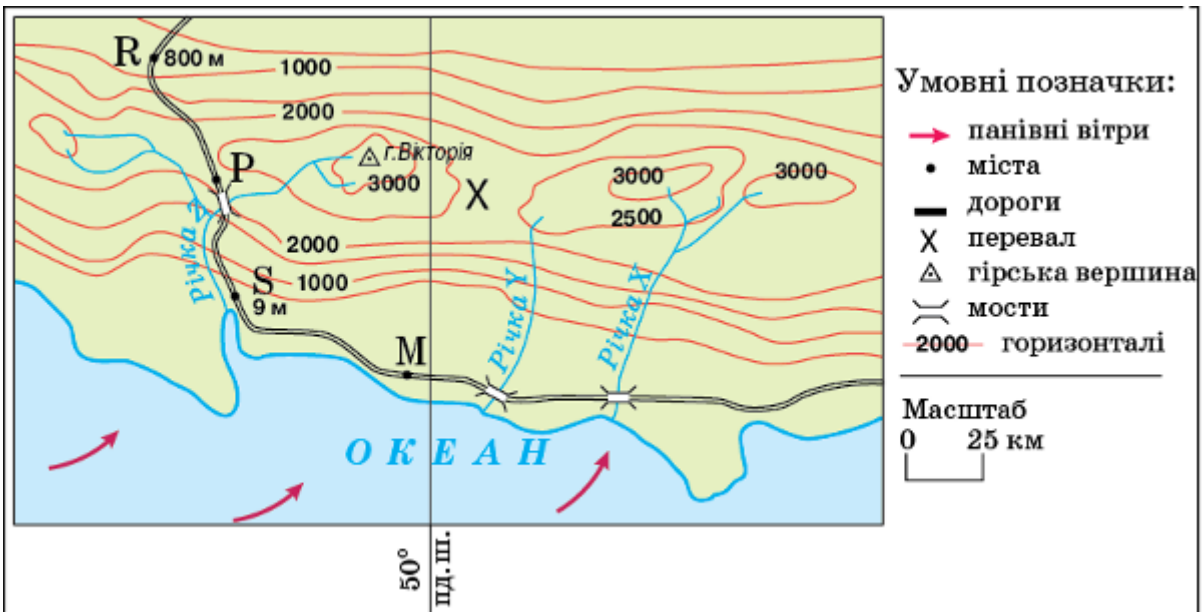 R
800 м
1000
2000
P
г.Вікторія
3000
X
3000
3000
2500
2000
1000
Річка Z
S
9 м
M
Річка Y
Річка X
ОКЕАН
50°
пд. ш.
Умовні позначки:
панівні вітри
міста
дороги
X перевал
гірська вершина
мости
2000 горизонталі
Масштаб
0 25 км